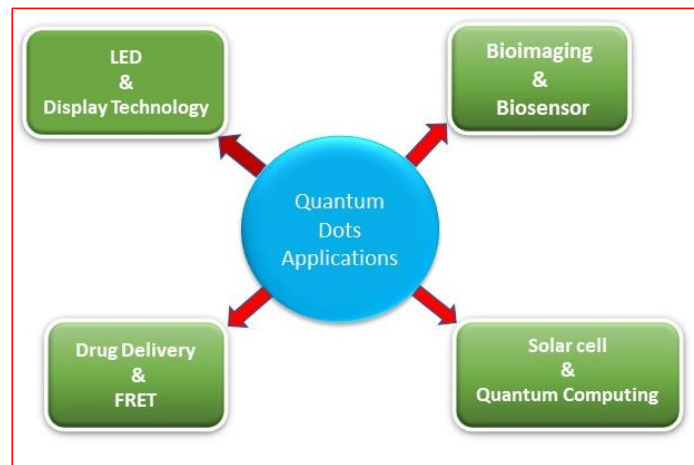 LED
&
Display Technology
Bioimaging
&
Biosensor
Quantum
Dots
Applications
Drug Delivery
&
FRET
Solar cell
&
Quantum Computing